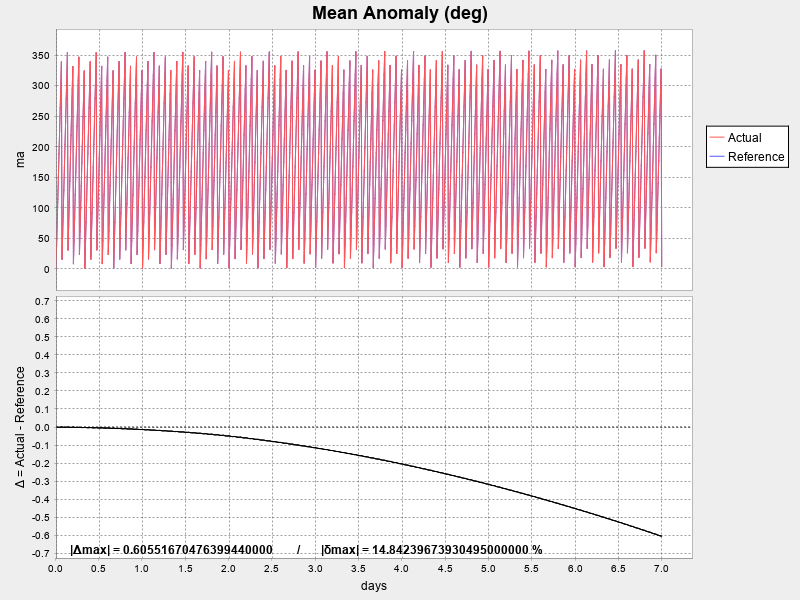 Mean Anomaly (deg)
350
300
250
200
150
100
50
0
ma
Actual
Reference
0.7
0.6
0.5
0.4
0.3
0.2
0.1
0.0
-0.1
-0.2
-0.3
-0.4
-0.5
-0.6
-0.7
Δ = Actual - Reference
|Δmax| = 0.60551670476399440000 / |δmax| = 14.84239673930495000000 %
0.0 0.5 1.0 1.5 2.0 2.5 3.0 3.5 4.0 4.5 5.0 5.5 6.0 6.5 7.0
days